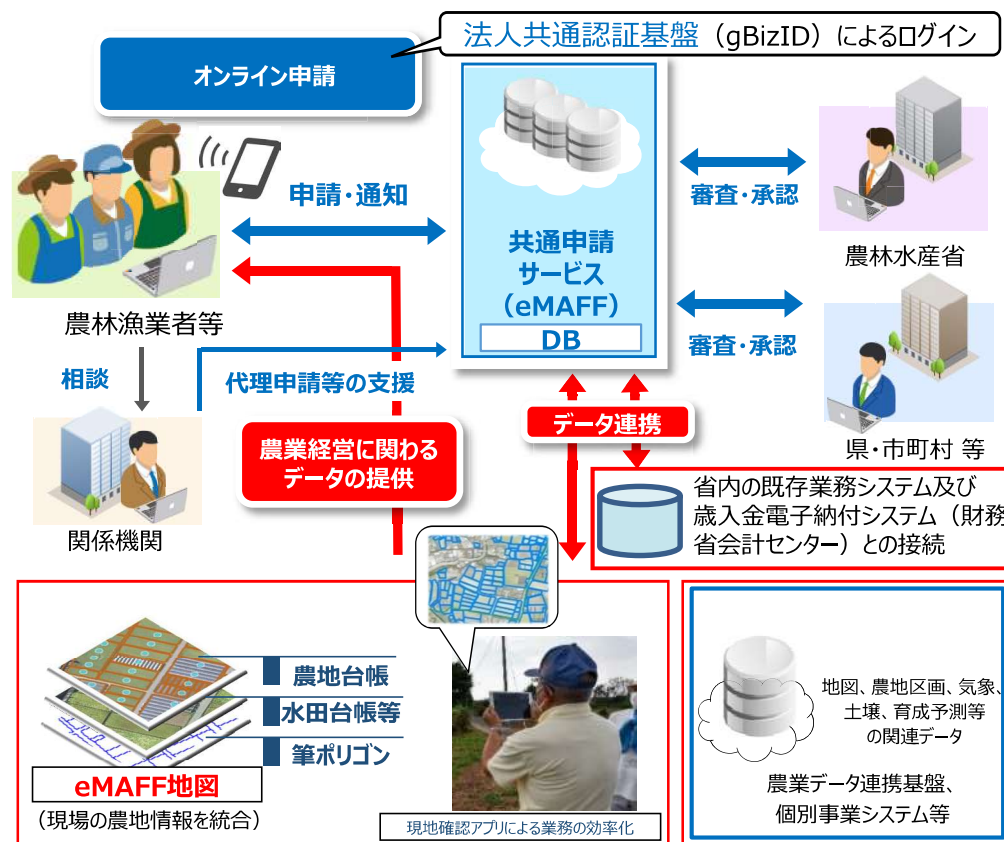 法人共通認証基盤（gBizID）によるログイン
オンライン申請
申請・通知
農林漁業者等
共通申請
サービス
（eMAFF）
DB
審査・承認
農林水産省
審査・承認
県・市町村 等
相談
代理申請等の支援
関係機関
農業経営に関わる
データの提供
データ連携
省内の既存業務システム及び
歳入金電子納付システム（財務
省会計センター）との接続
農地台帳
水田台帳等
筆ポリゴン
eMAFF地図
（現場の農地情報を統合）
現地確認アプリによる業務の効率化
地図、農地区画、気象、
土壌、育成予測等
の関連データ
農業データ連携基盤、
個別事業システム等